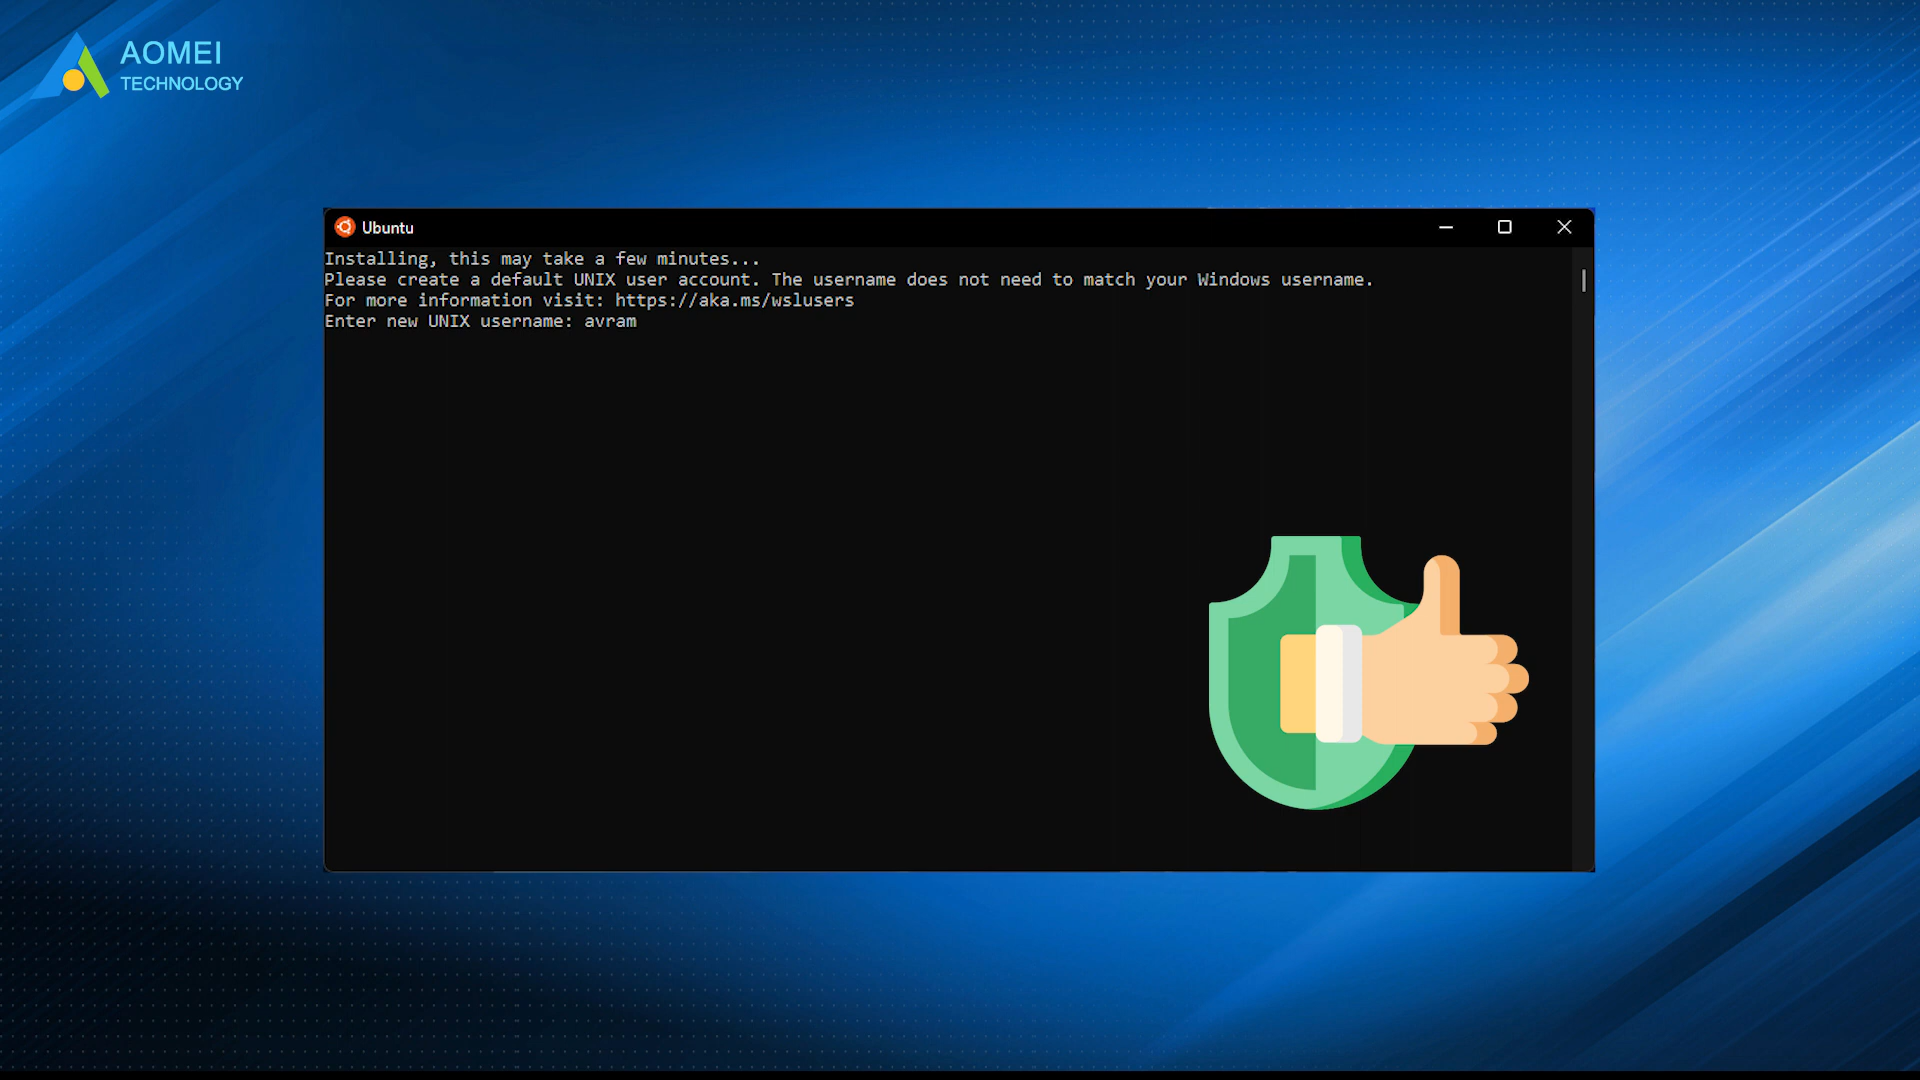 AOMEI
TECHNOLOGY
Ubuntu
Installing, this may take a few minutes...
Please create a default UNIX user account. The username does not need to match your Windows username.
For more information visit: https://aka.ms/wslusers
Enter new UNIX username: avram